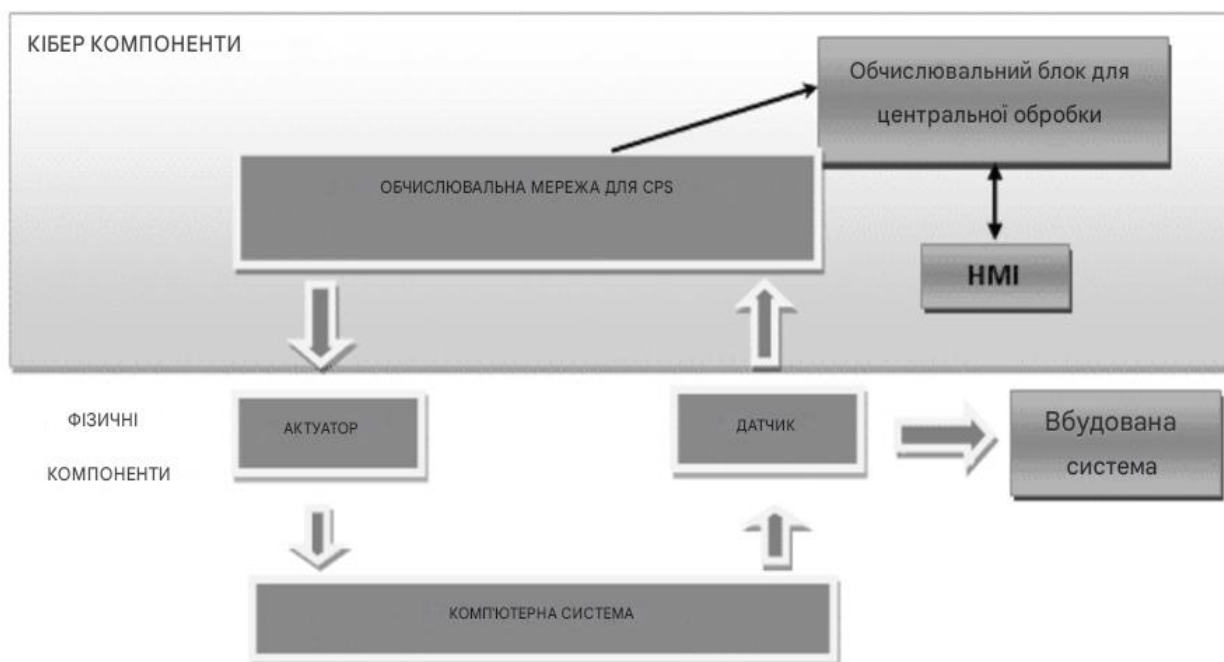 КІБЕР КОМПОНЕНТИ
Обчислювальний блок для
центральної обробки
ОБЧИСЛЮВАЛЬНА МЕРЕЖА ДЛЯ CPS
HMI
ФІЗИЧНІ
КОМПОНЕНТИ
АКТУАТОР
ДАТЧИК
Вбудована
система
КОМП'ЮТЕРНА СИСТЕМА